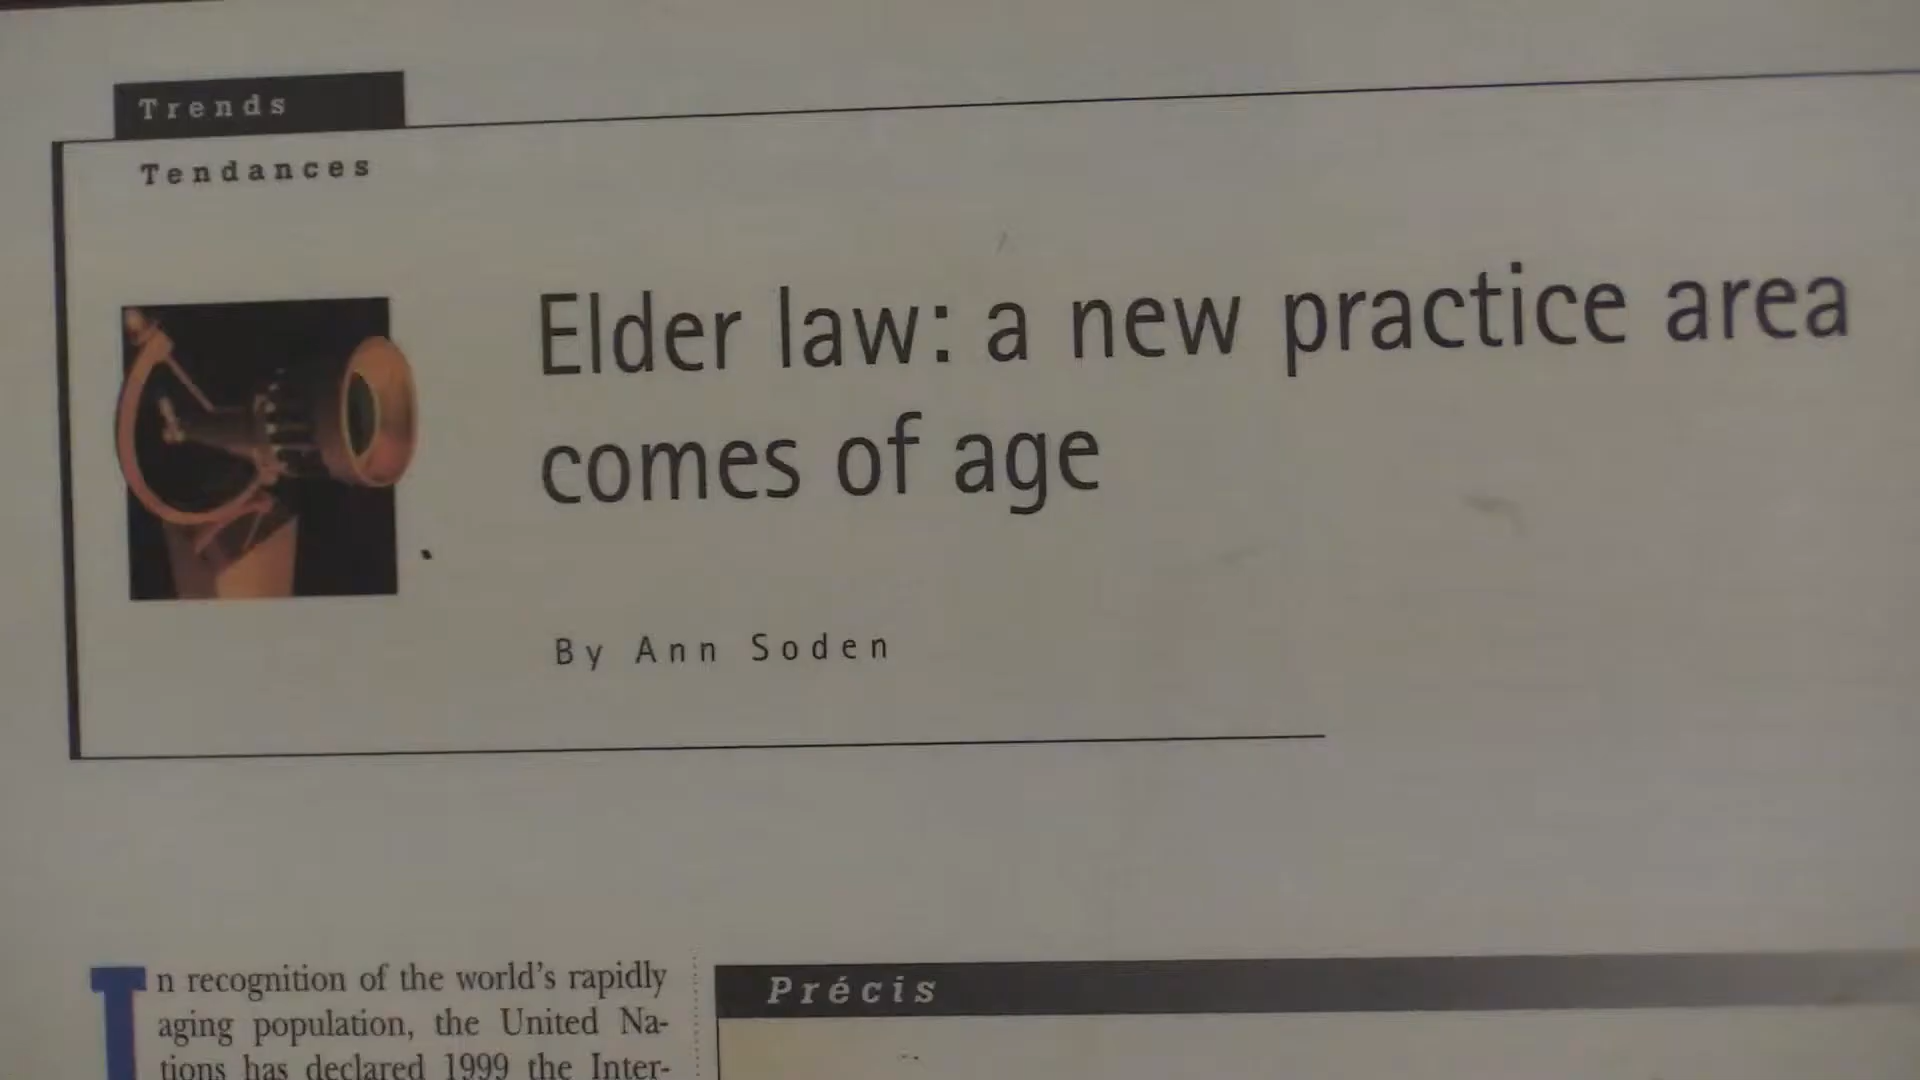 Trends
Tendances
Elder law: a new practice area
comes of age
By Ann Soden
In recognition of the world's rapidly
aging population, the United Na-
tions has declared 1999 the Inter-
Précis